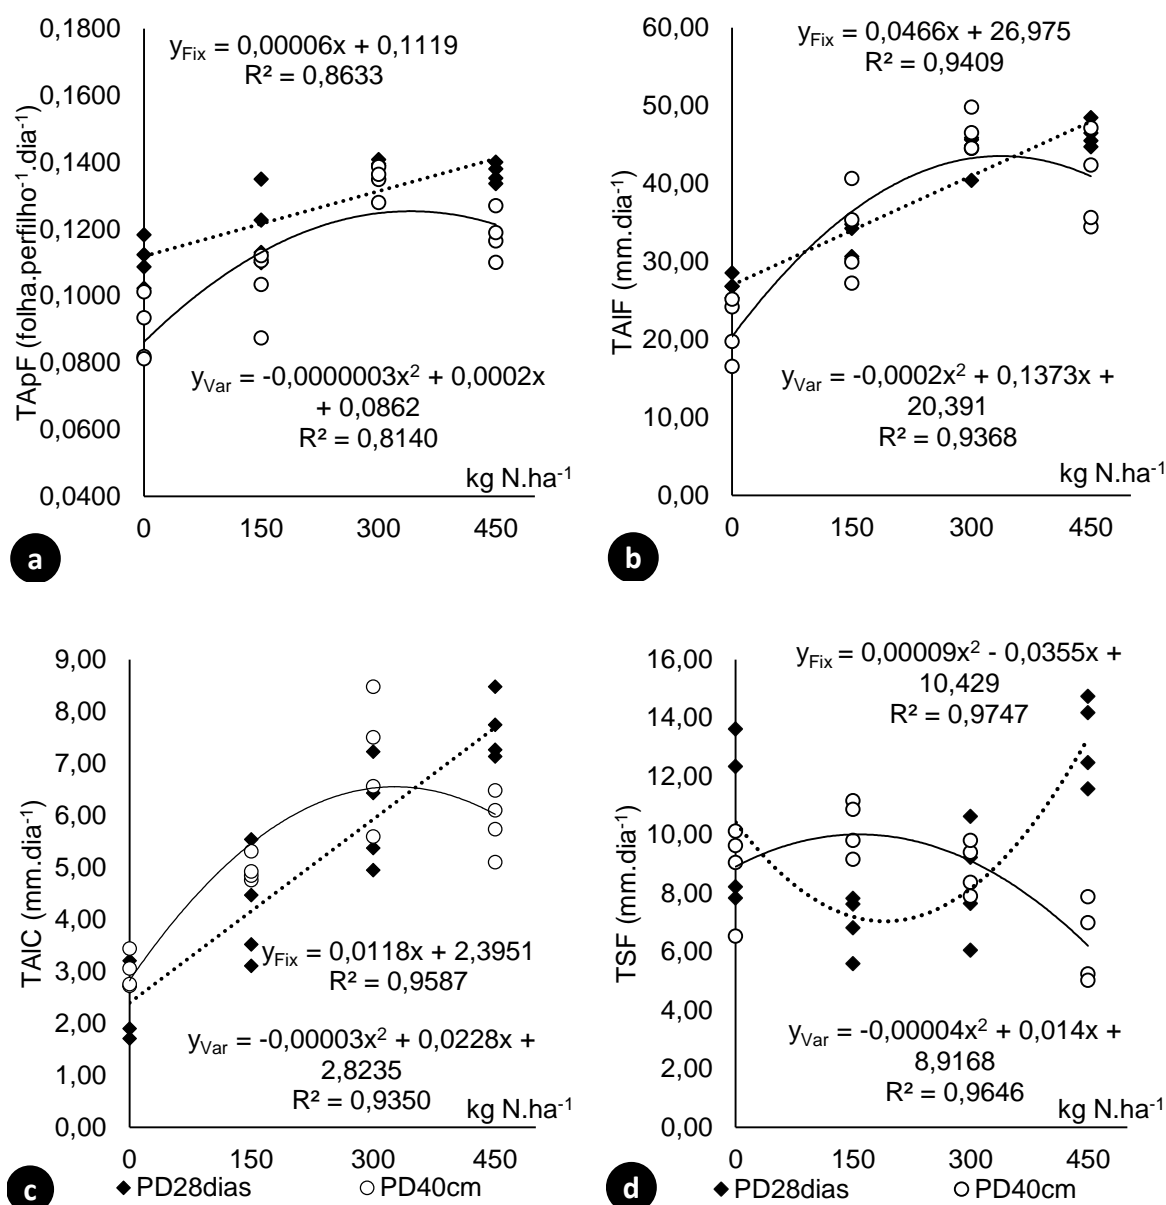 0,1800
0,1600
0,1400
0,1200
0,1000
0,0800
0,0600
0,0400
TApF (folha.perfilho⁻¹.dia⁻¹)
y_Fix = 0,00006x + 0,1119
R² = 0,8633
y_Var = -0,0000003x² + 0,0002x
+ 0,0862
R² = 0,8140
kg N.ha⁻¹
0 150 300 450
a
60,00
50,00
40,00
30,00
20,00
10,00
0,00
TAlF (mm.dia⁻¹)
y_Fix = 0,0466x + 26,975
R² = 0,9409
y_Var = -0,0002x² + 0,1373x +
20,391
R² = 0,9368
kg N.ha⁻¹
0 150 300 450
b
9,00
8,00
7,00
6,00
5,00
4,00
3,00
2,00
1,00
0,00
TAlC (mm.dia⁻¹)
y_Fix = 0,0118x + 2,3951
R² = 0,9587
y_Var = -0,00003x² + 0,0228x +
2,8235
R² = 0,9350
kg N.ha⁻¹
0 150 300 450
c
PD28dias PD40cm
16,00
14,00
12,00
10,00
8,00
6,00
4,00
2,00
0,00
TSF (mm.dia⁻¹)
y_Fix = 0,00009x² - 0,0355x +
10,429
R² = 0,9747
y_Var = -0,00004x² + 0,014x +
8,9168
R² = 0,9646
kg N.ha⁻¹
0 150 300 450
d
PD28dias PD40cm